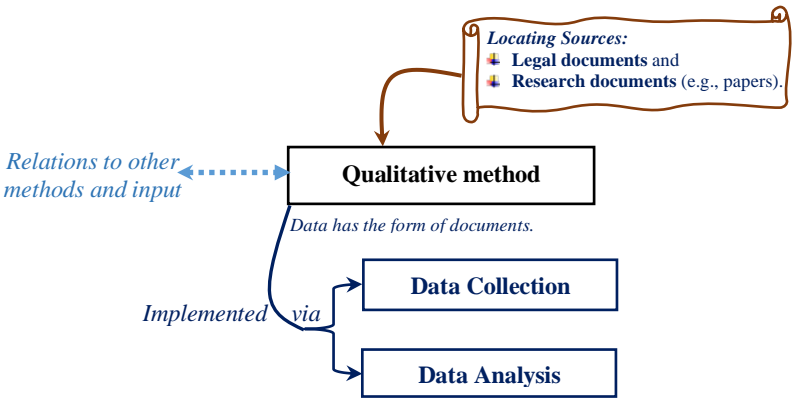 Locating Sources:
Legal documents and
Research documents (e.g., papers).
Relations to other
methods and input
Qualitative method
Data has the form of documents.
Data Collection
Implemented via
Data Analysis